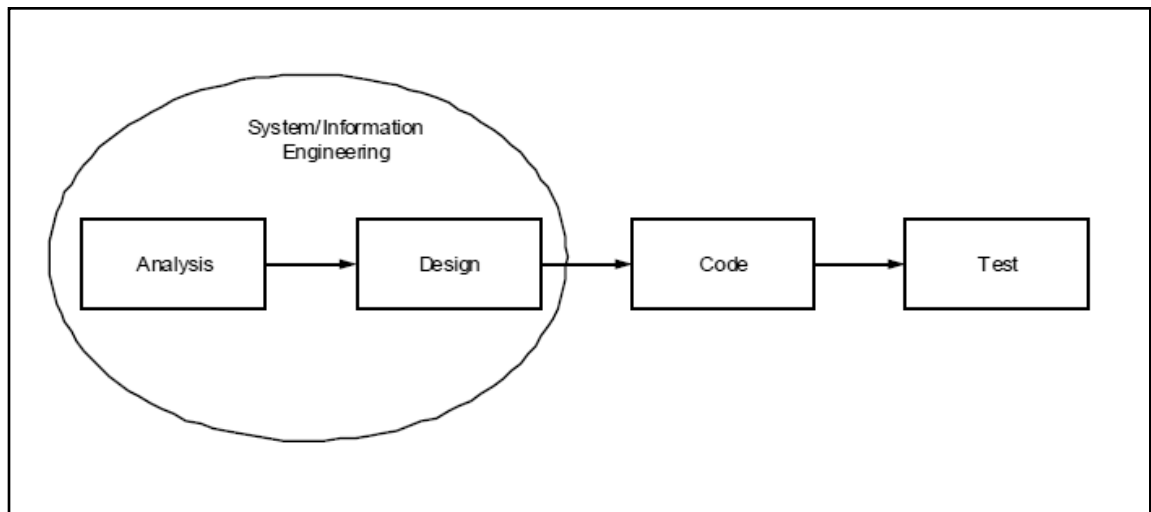 System/Information
Engineering
Analysis
Design
Code
Test